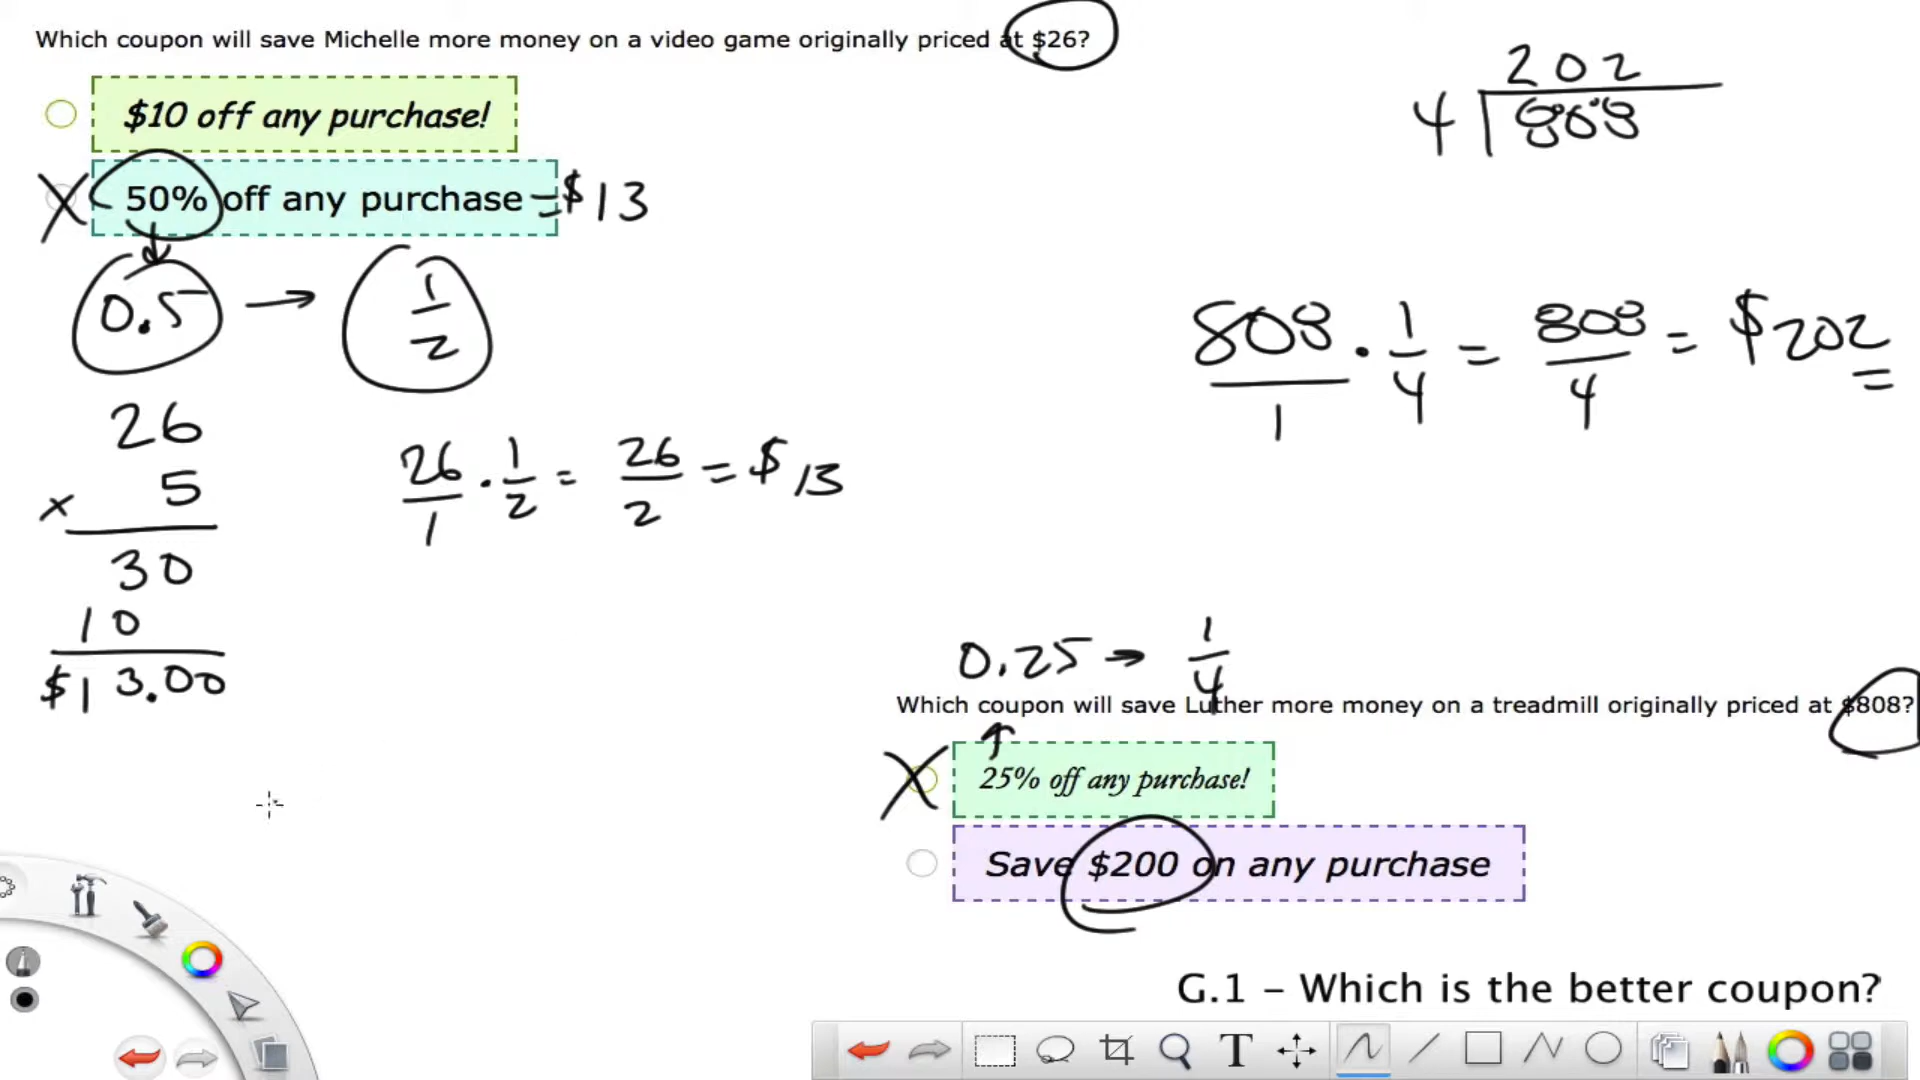 Which coupon will save Michelle more money on a video game originally priced at $26?
$10 off any purchase!
X 50% off any purchase = $13
0.5 → 1/2
26
x 5
30
10
$13.00
26/1 · 1/2 = 26/2 = $13
202
4 808
808/1 · 1/4 = 808/4 = $202
0.25 → 1/4
Which coupon will save Luther more money on a treadmill originally priced at $808?
X 25% off any purchase!
Save $200 on any purchase
G.1 – Which is the better coupon?
T